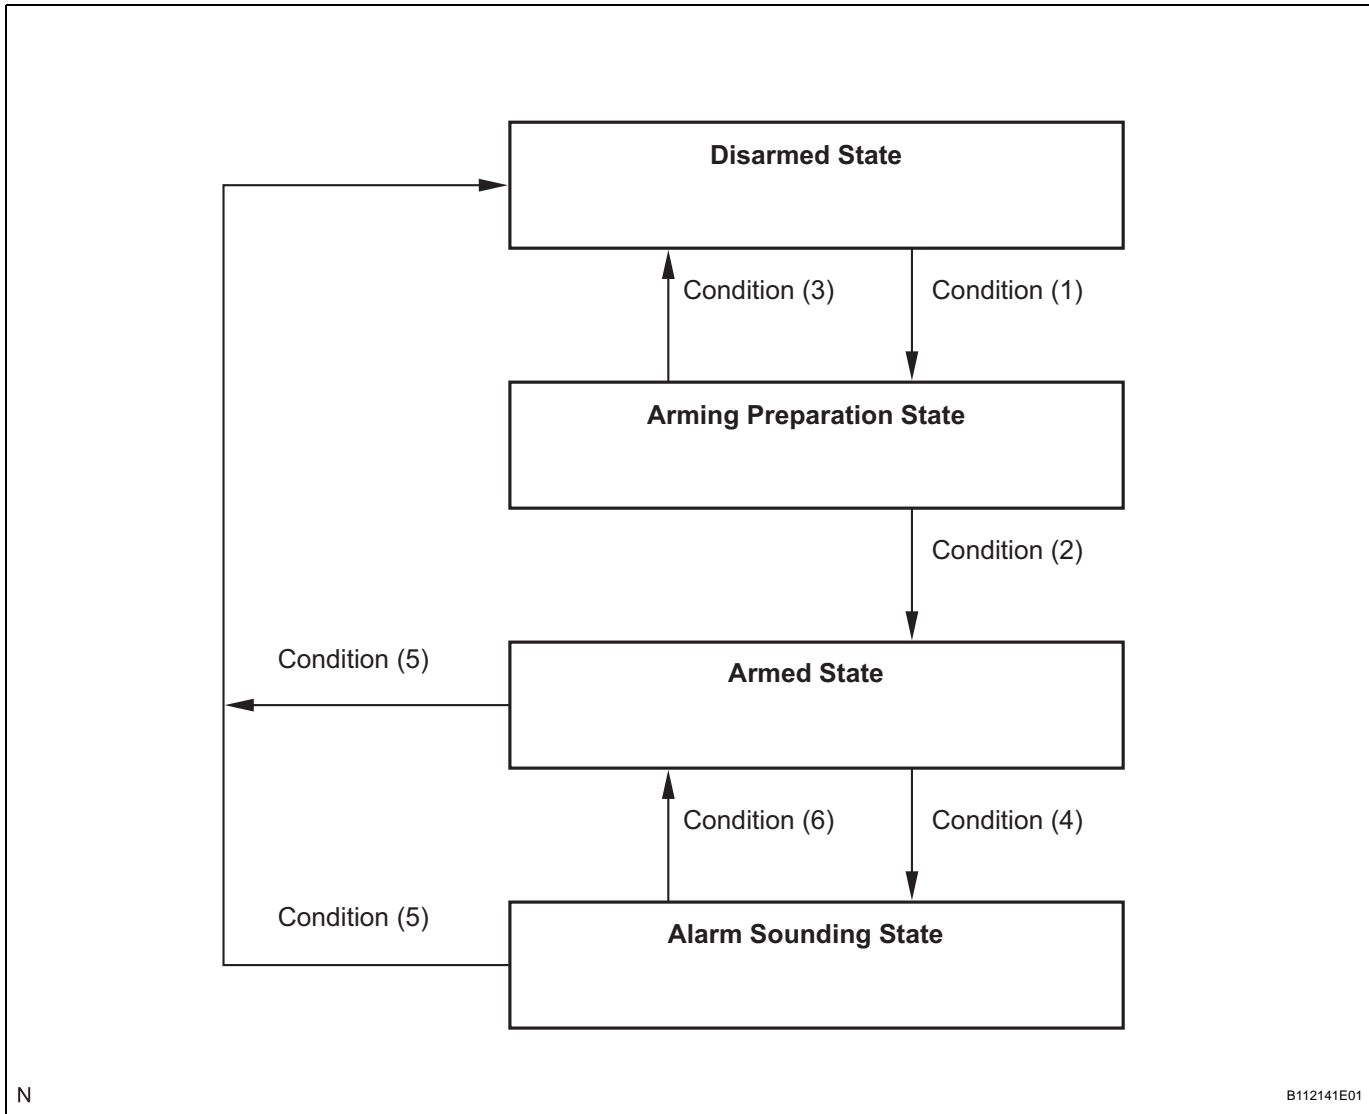 Disarmed State
Condition (3)
Condition (1)
Arming Preparation State
Condition (2)
Condition (5)
Armed State
Condition (6)
Condition (4)
Condition (5)
Alarm Sounding State
N
B112141E01